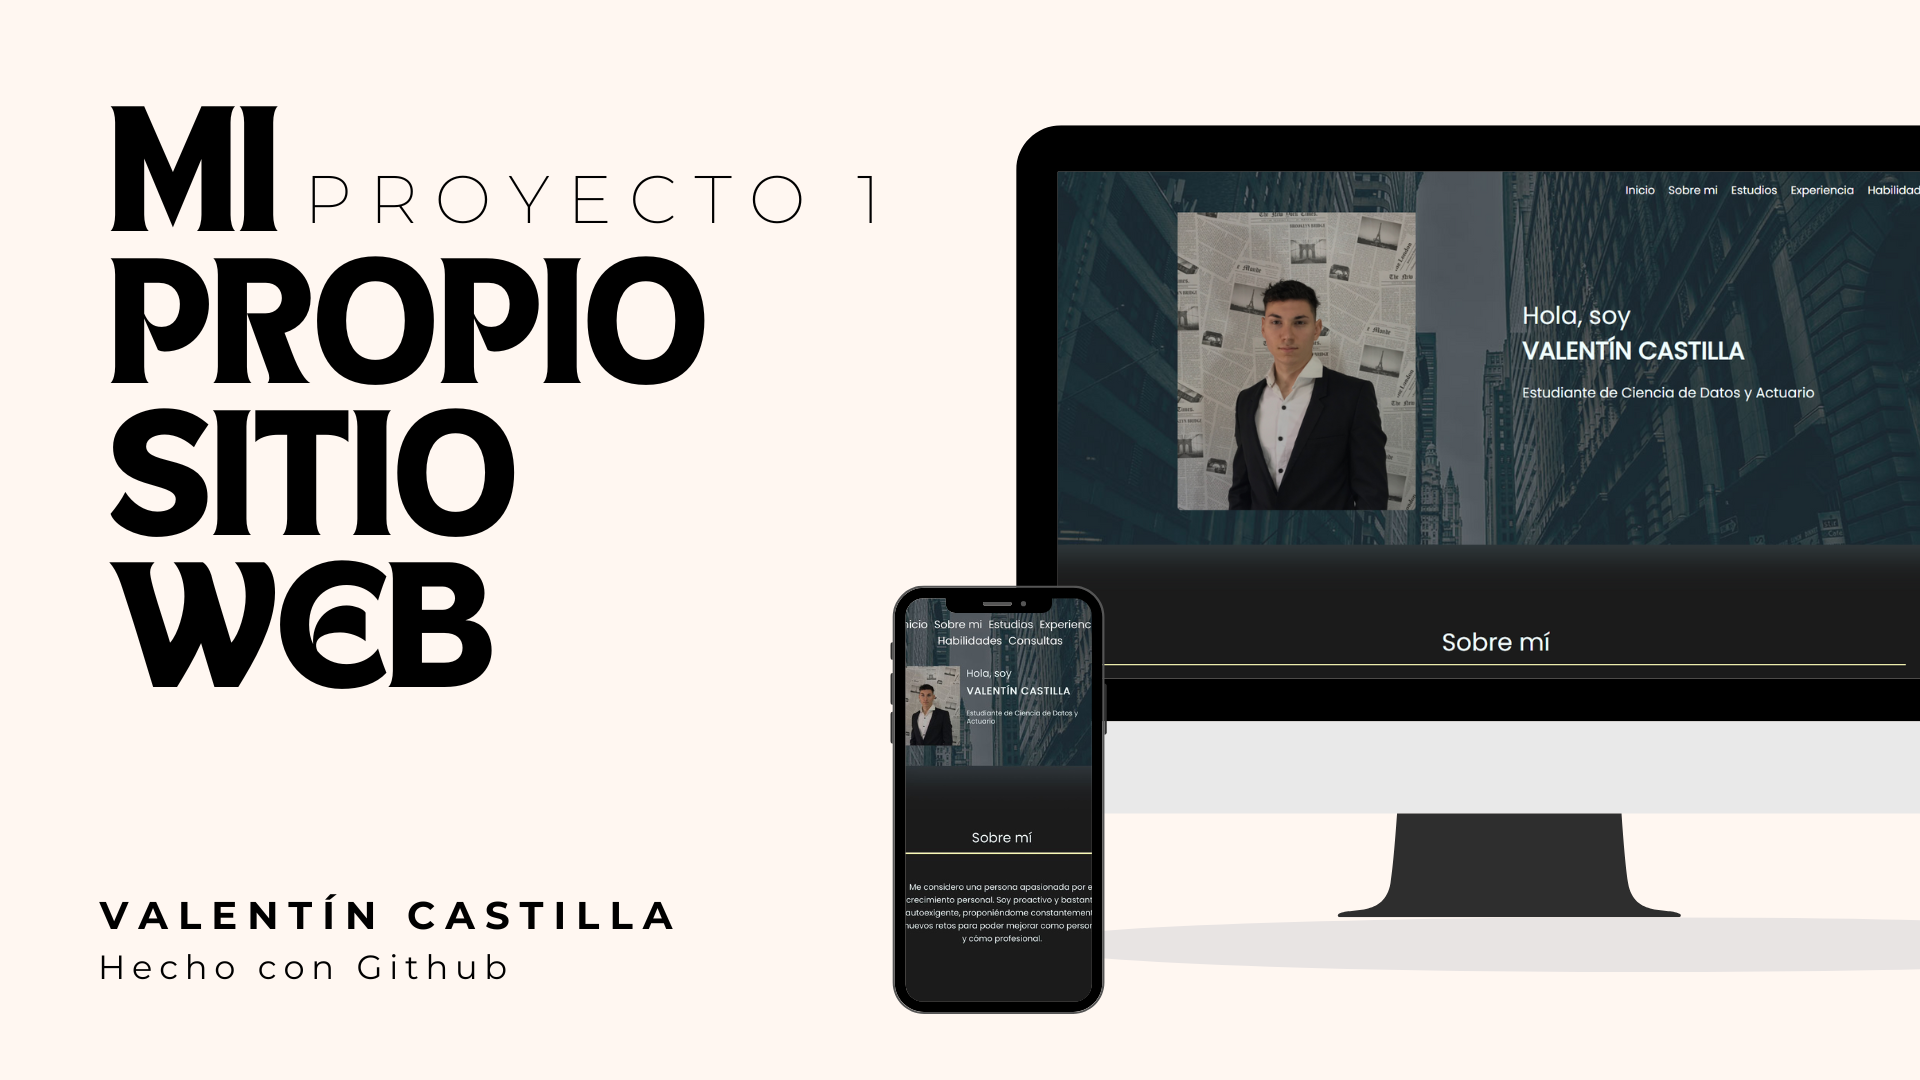 MI PROYECTO 1
PROPIO
SITIO
WEB
VALENTÍN CASTILLA
Hecho con Github
Inicio Sobre mi Estudios Experiencia Habilidad
Hola, soy
VALENTÍN CASTILLA
Estudiante de Ciencia de Datos y Actuario
Sobre mí
icio Sobre mi Estudios Experienc
Habilidades Consultas
Hola, soy
VALENTÍN CASTILLA
Estudiante de Ciencia de Datos y
Actuario
Sobre mí
Me considero una persona apasionada por e
crecimiento personal. Soy proactivo y bastant
autoexigente, proponiéndome constantement
nuevos retos para poder mejorar como person
y cómo profesional.